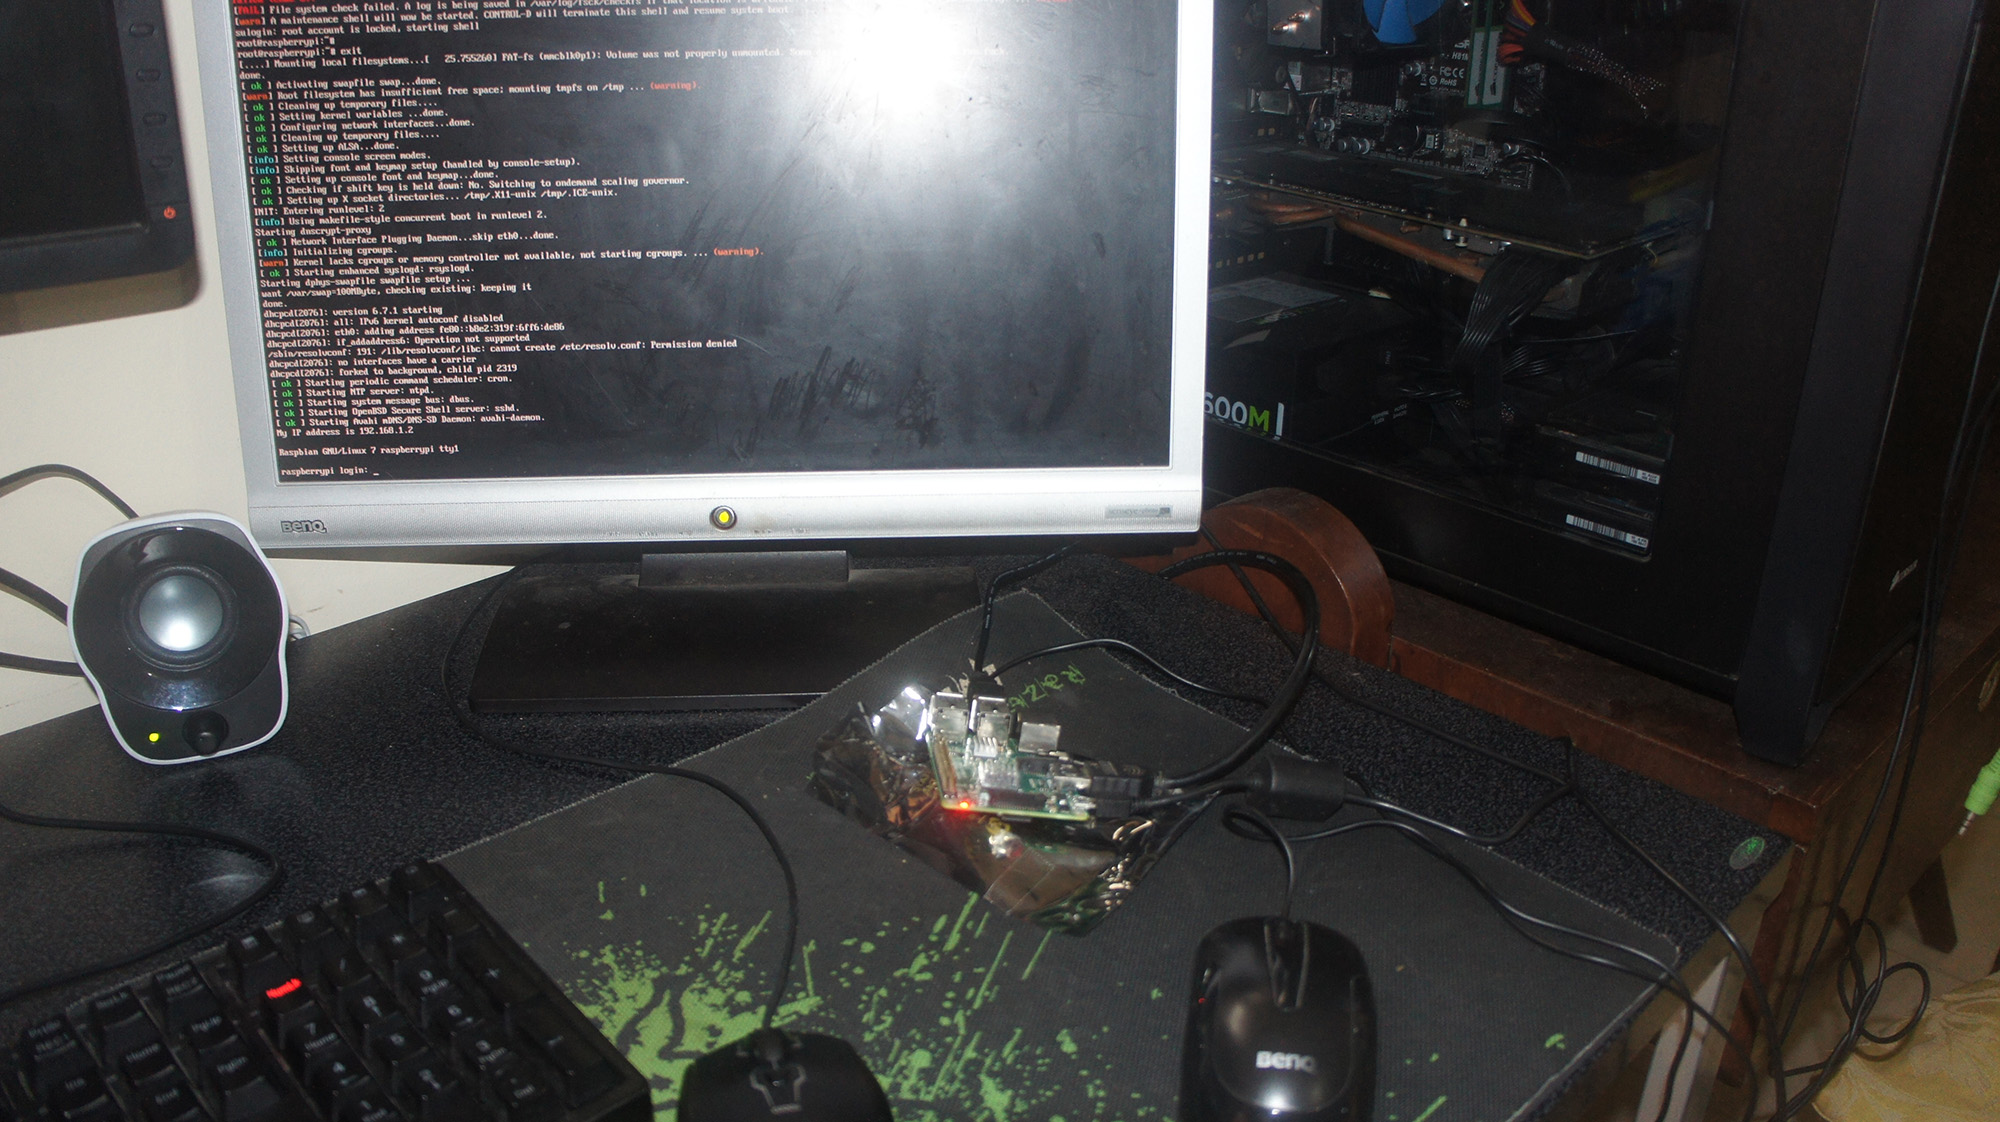 [FAIL] File system check failed. A log is being saved in /var/log/fsck/checkfs if that location is
[warn] A maintenance shell will now be started. CONTROL-D will terminate this shell and resume system boot.
sulogin: root account is locked, starting shell
root@raspberrypi:~#
root@raspberrypi:~# exit
[....] Mounting local filesystems...[   25.755260] FAT-fs (mmcblk0p1): Volume was not properly unmounted.
done.
[ ok ] Activating swapfile swap...done.
[warn] Root filesystem has insufficient free space; mounting tmpfs on /tmp ... (warning).
[ ok ] Cleaning up temporary files....
[ ok ] Setting kernel variables ...done.
[ ok ] Configuring network interfaces...done.
[ ok ] Cleaning up temporary files....
[ ok ] Setting up ALSA...done.
[info] Setting console screen modes.
[info] Skipping font and keymap setup (handled by console-setup).
[ ok ] Setting up console font and keymap...done.
[ ok ] Checking if shift key is held down: No. Switching to ondemand scaling governor.
[ ok ] Setting up X socket directories... /tmp/.X11-unix /tmp/.ICE-unix.
INIT: Entering runlevel: 2
[info] Using makefile-style concurrent boot in runlevel 2.
Starting dnscrypt-proxy
[ ok ] Network Interface Plugging Daemon...skip eth0...done.
[info] Initializing cgroups.
[warn] Kernel lacks cgroups or memory controller not available, not starting cgroups. ... (warning).
[ ok ] Starting enhanced syslogd: rsyslogd.
Starting dphys-swapfile swapfile setup ...
want /var/swap=100MByte, checking existing: keeping it
done.
dhcpcd[2076]: version 6.7.1 starting
dhcpcd[2076]: all: IPv6 kernel autoconf disabled
dhcpcd[2076]: eth0: adding address fe80::b8e2:319f:6ff6:de86
dhcpcd[2076]: if_addaddress6: Operation not supported
/sbin/resolvconf: 191: /lib/resolvconf/libc: cannot create /etc/resolv.conf: Permission denied
dhcpcd[2076]: no interfaces have a carrier
dhcpcd[2076]: forked to background, child pid 2319
[ ok ] Starting periodic command scheduler: cron.
[ ok ] Starting NTP server: ntpd.
[ ok ] Starting system message bus: dbus.
[ ok ] Starting OpenBSD Secure Shell server: sshd.
[ ok ] Starting Avahi mDNS/DNS-SD Daemon: avahi-daemon.
My IP address is 192.168.1.2
Raspbian GNU/Linux 7 raspberrypi tty1
raspberrypi login: _
BenQ
H81M
FCC
RoHS
600M
BenQ
Home
End
PgUp
PgDn
7
Home
4